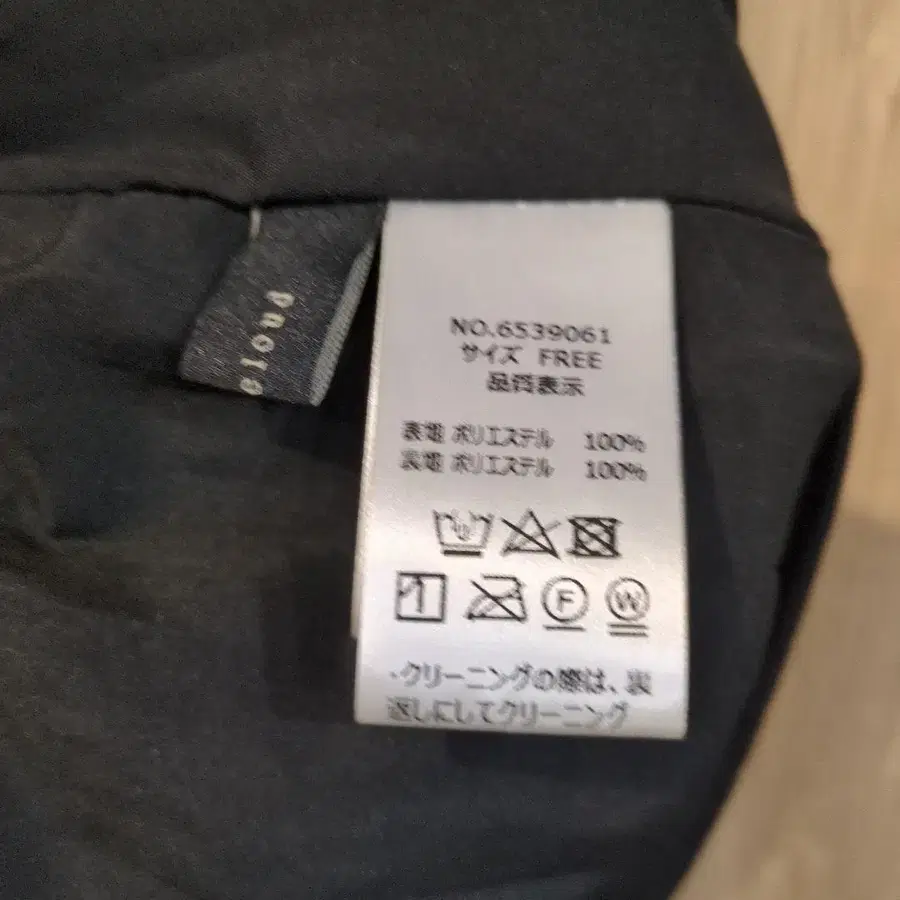 eloud
NO.6539061
サイズ FREE
品質表示
表地 ポリエステル 100%
裏地 ポリエステル 100%
F W
・クリーニングの際は、裏
返しにしてクリーニング